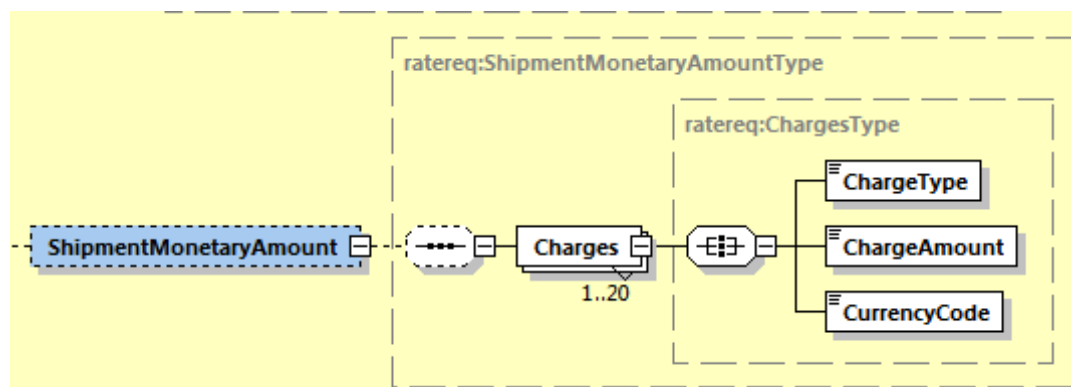 ratereq:ShipmentMonetaryAmountType
ratereq:ChargesType
ChargeType
ShipmentMonetaryAmount
Charges
ChargeAmount
1..20
CurrencyCode